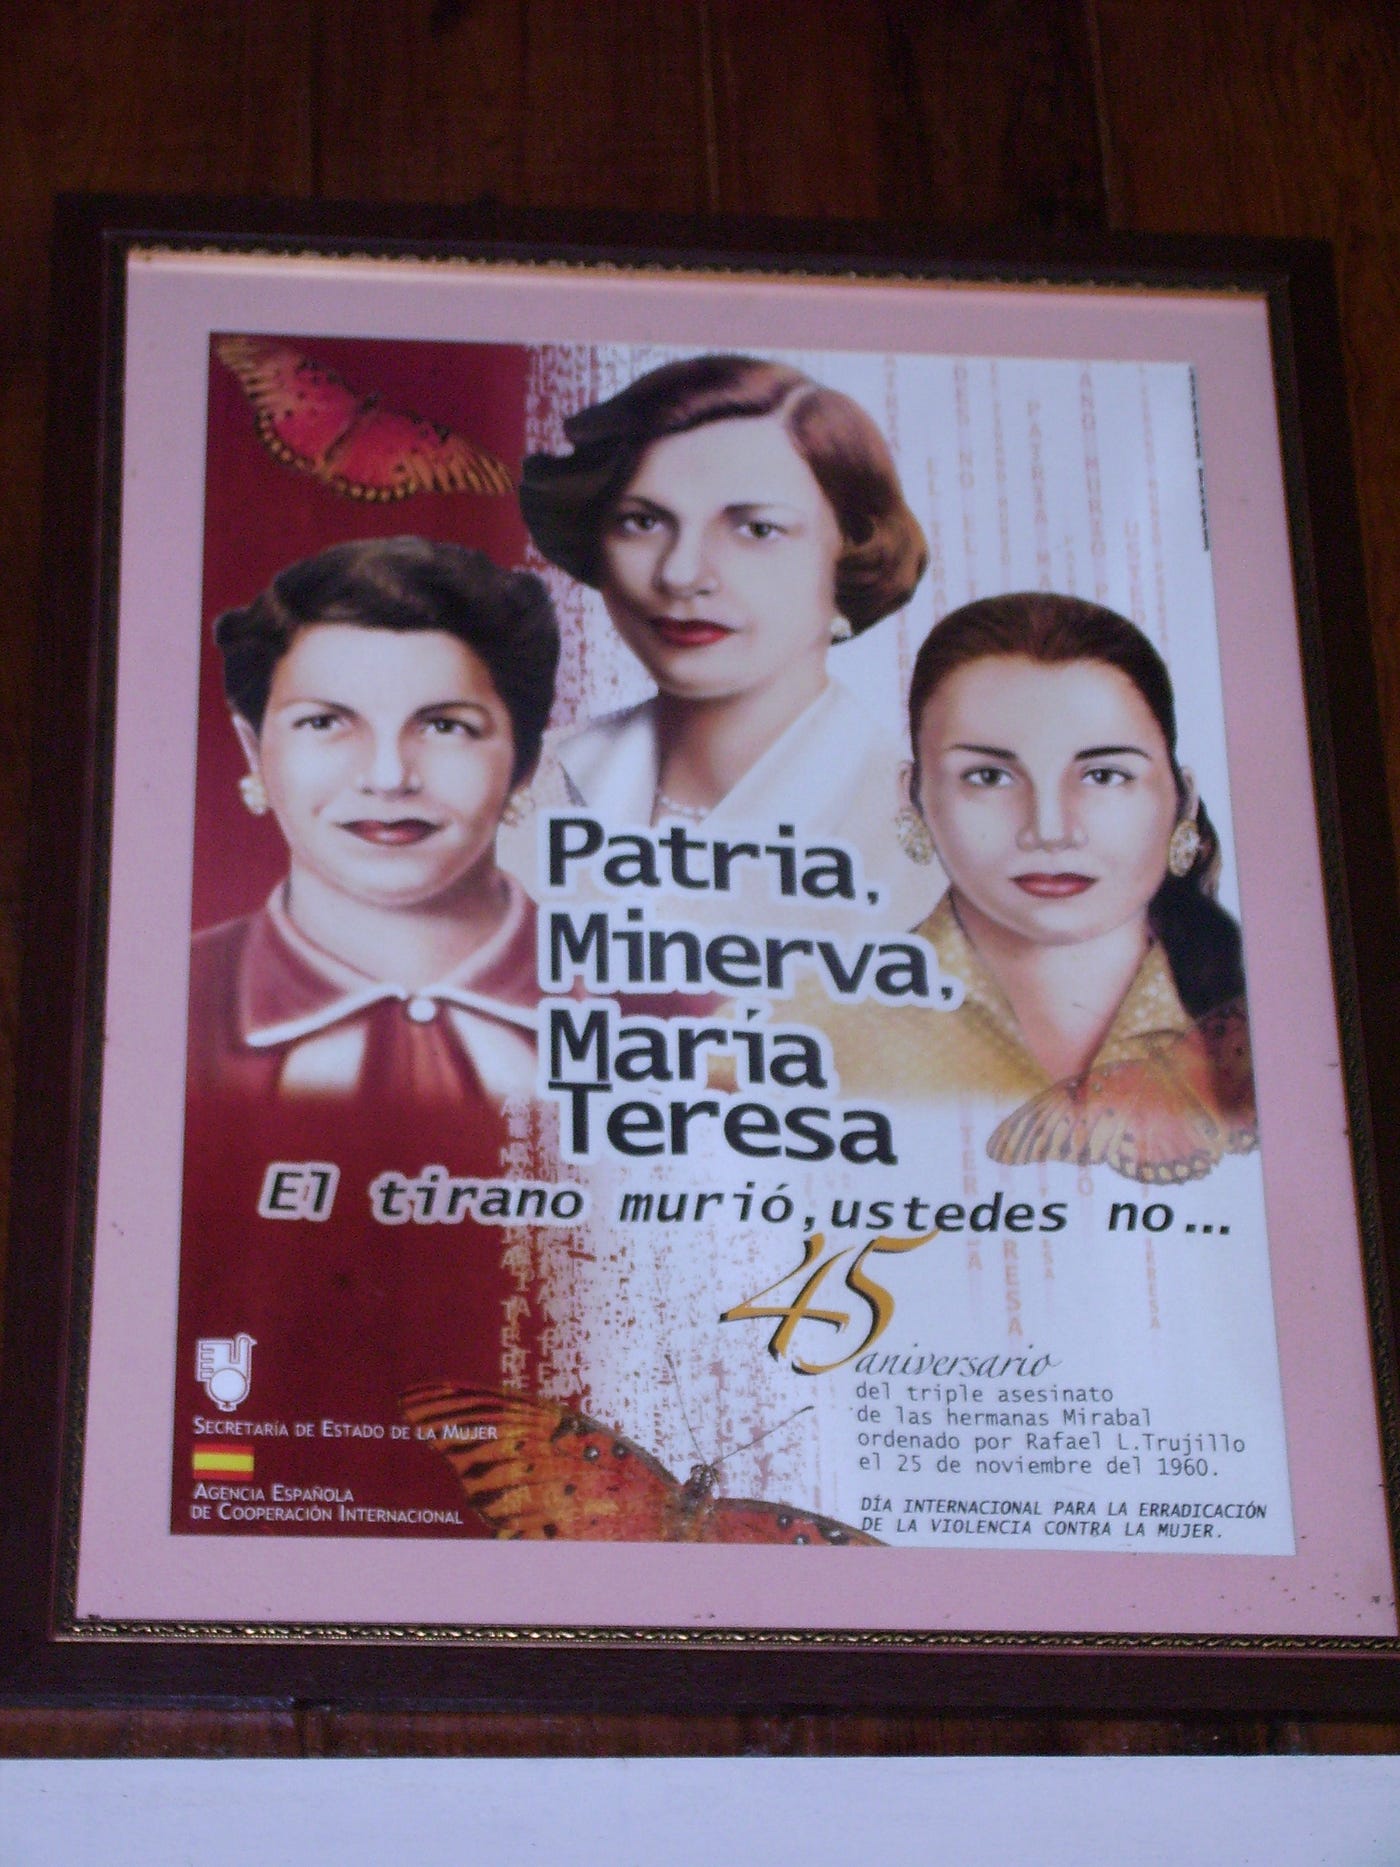 Patria,
Minerva,
María
Teresa
El tirano murió, ustedes no...
45
aniversario
del triple asesinato
de las hermanas Mirabal
ordenado por Rafael L.Trujillo
el 25 de noviembre del 1960.
DÍA INTERNACIONAL PARA LA ERRADICACIÓN
DE LA VIOLENCIA CONTRA LA MUJER.
SECRETARÍA DE ESTADO DE LA MUJER
AGENCIA ESPAÑOLA
DE COOPERACIÓN INTERNACIONAL